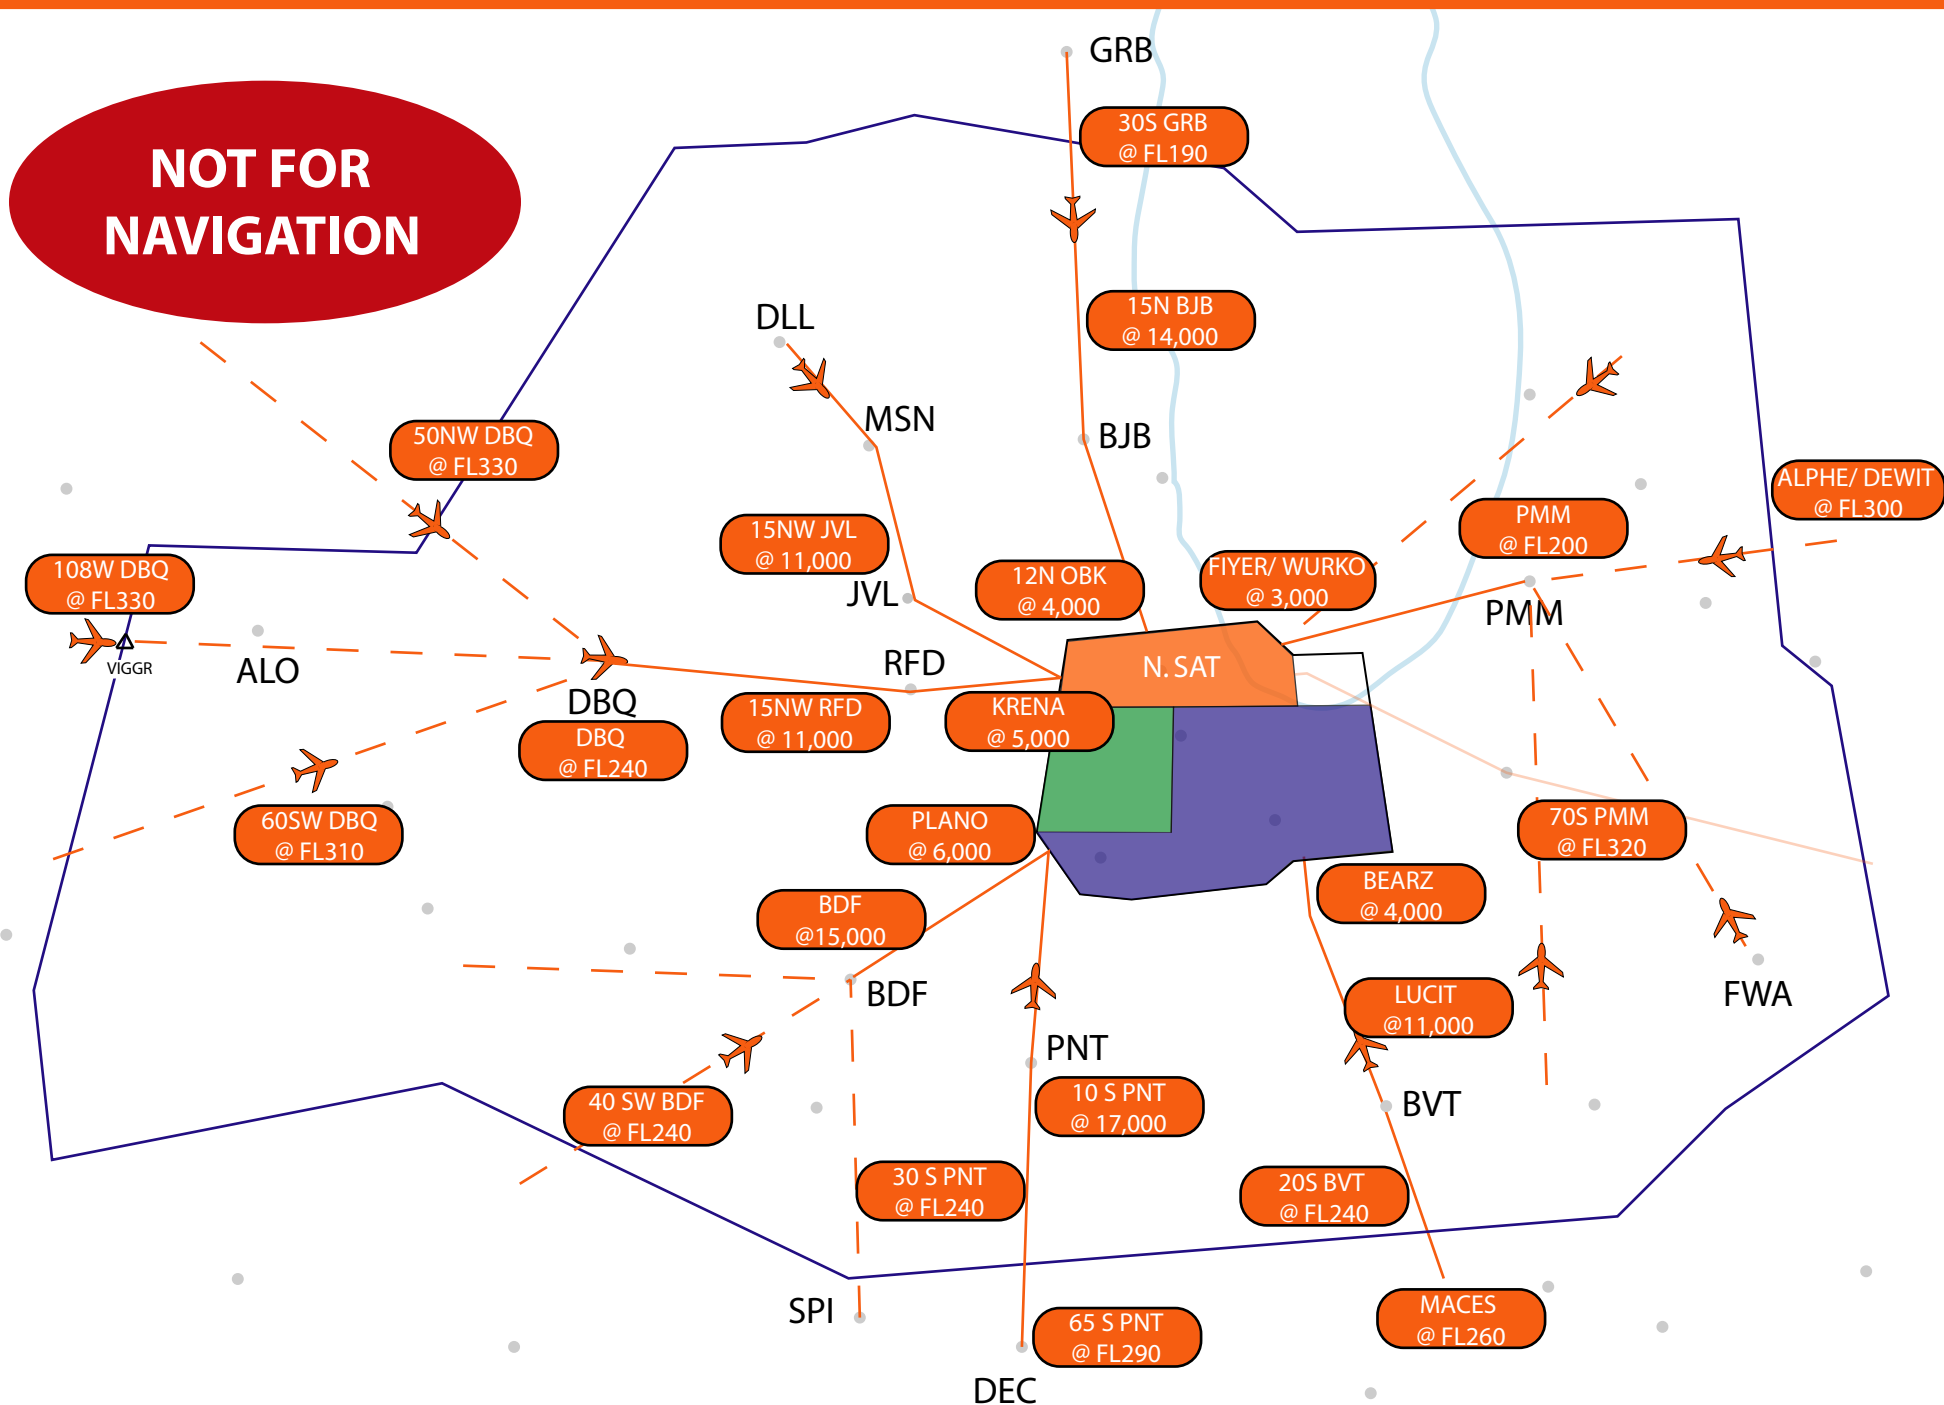 GRB
30S GRB
@ FL190
NOT FOR
NAVIGATION
15N BJB
@ 14,000
DLL
MSN
BJB
50NW DBQ
@ FL330
ALPHE/ DEWIT
@ FL300
PMM
@ FL200
15NW JVL
@ 11,000
108W DBQ
@ FL330
12N OBK
@ 4,000
FIYER/ WURKO
@ 3,000
JVL
PMM
VIGGR
ALO
RFD
N. SAT
DBQ
DBQ
@ FL240
15NW RFD
@ 11,000
KRENA
@ 5,000
60SW DBQ
@ FL310
PLANO
@ 6,000
70S PMM
@ FL320
BDF
@15,000
BEARZ
@ 4,000
BDF
LUCIT
@11,000
FWA
PNT
10 S PNT
@ 17,000
BVT
40 SW BDF
@ FL240
30 S PNT
@ FL240
20S BVT
@ FL240
SPI
65 S PNT
@ FL290
MACES
@ FL260
DEC